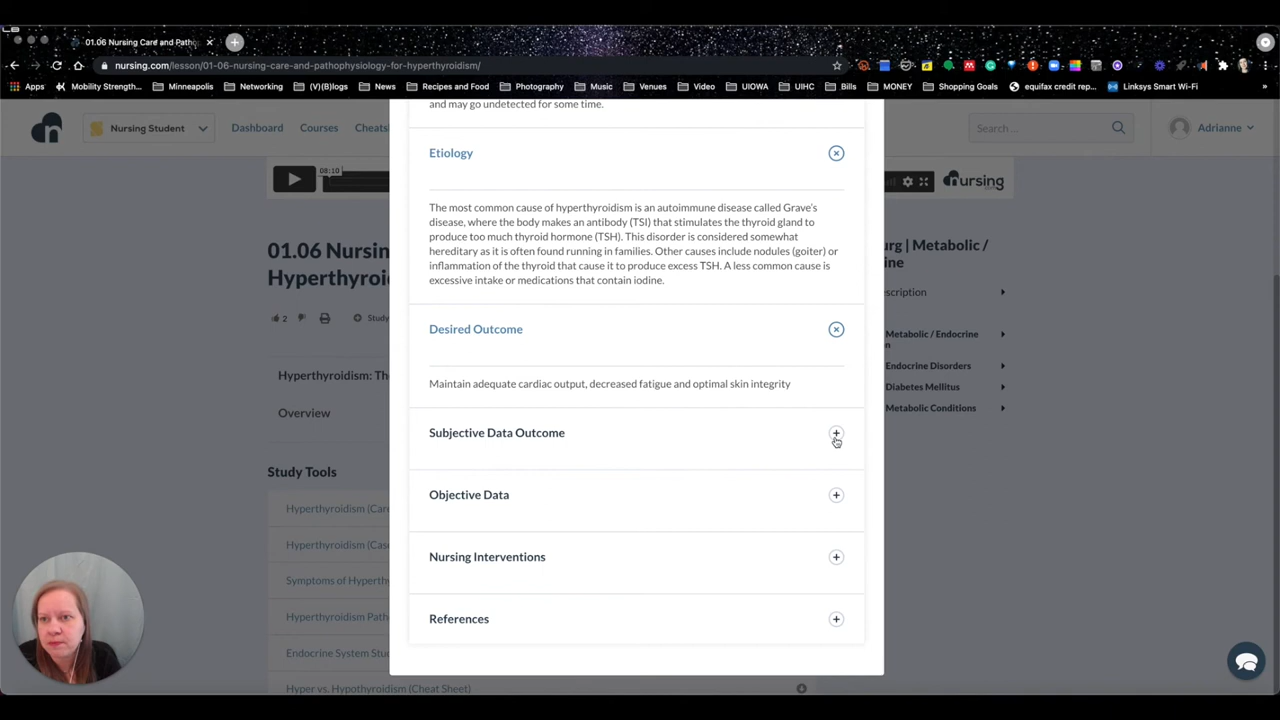 01.06 Nursing Care and Patho
nursing.com/lesson/01-06-nursing-care-and-pathophysiology-for-hyperthyroidism/
Apps Mobility Strength... Minneapolis Networking (V)(B)logs News Recipes and Food Photography Music Venues Video UIOWA UIHC Bills MONEY Shopping Goals equifax credit rep... Linksys Smart Wi-Fi »
Nursing Student Dashboard Courses Cheats Search ... Adrianne
and may go undetected for some time.
Etiology
08:10
nursing
.com
The most common cause of hyperthyroidism is an autoimmune disease called Grave's
disease, where the body makes an antibody (TSI) that stimulates the thyroid gland to
produce too much thyroid hormone (TSH). This disorder is considered somewhat
hereditary as it is often found running in families. Other causes include nodules (goiter) or
inflammation of the thyroid that cause it to produce excess TSH. A less common cause is
excessive intake or medications that contain iodine.
01.06 Nursin
Hyperthyroidi
2 Study
Hyperthyroidism: Th
Overview
Desired Outcome
Maintain adequate cardiac output, decreased fatigue and optimal skin integrity
Subjective Data Outcome
Objective Data
Nursing Interventions
References
urg | Metabolic /
ine
scription
Metabolic / Endocrine
n
Endocrine Disorders
Diabetes Mellitus
Metabolic Conditions
Study Tools
Hyperthyroidism (Car
Hyperthyroidism (Cas
Symptoms of Hyperth
Hyperthyroidism Path
Endocrine System Stu
Hyper vs. Hypothyroidism (Cheat Sheet)